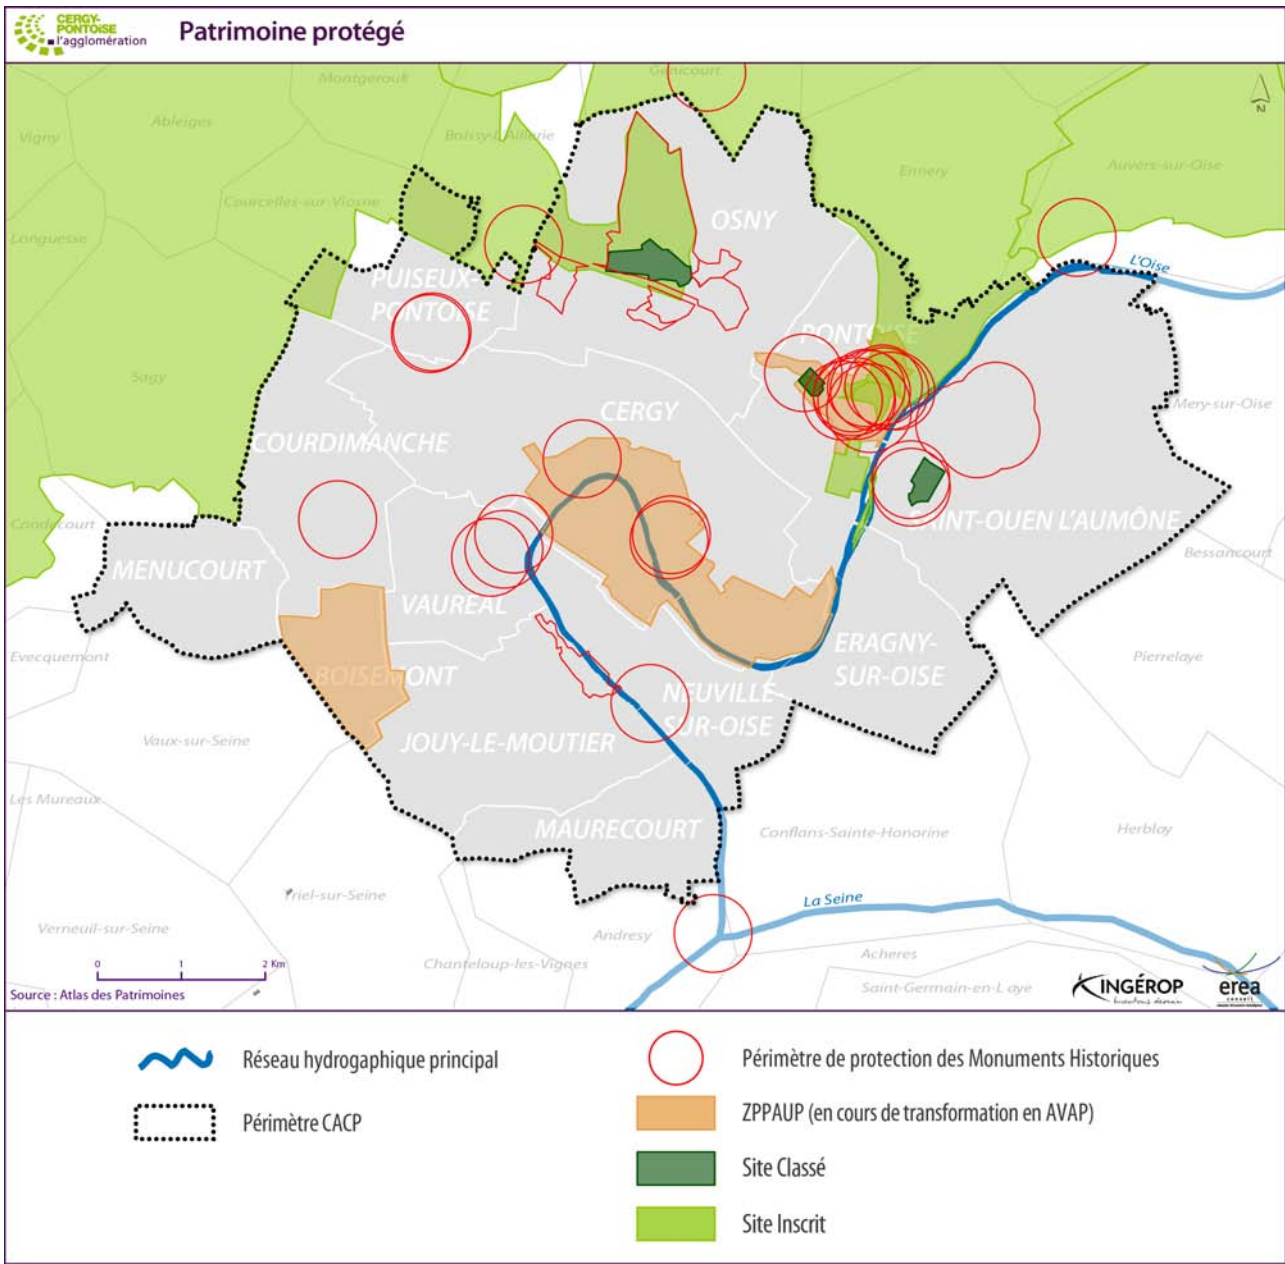 CERGY-
PONTOISE
l'agglomération
Patrimoine protégé
Montgeroult
Génicourt
Vigny
Ableiges
Boissy-l'Aillerie
N
Ennery
Auvers-sur-Oise
Courcelles-sur-Viosne
OSNY
Longuesse
L'Oise
PUISEUX-
PONTOISE
PONTOISE
Sagy
CERGY
Mery-sur-Oise
COURDIMANCHE
Condécourt
SAINT-OUEN L'AUMÔNE
MENUCOURT
Bessancourt
VAURÉAL
Evecquemont
ERAGNY-
SUR-OISE
Pierrelaye
BOISEMONT
NEUVILLE-
SUR-OISE
Vaux-sur-Seine
JOUY-LE-MOUTIER
Les Mureaux
MAURECOURT
Conflans-Sainte-Honorine
Herblay
Triel-sur-Seine
La Seine
Verneuil-sur-Seine
Andresy
Acheres
Chanteloup-les-Vignes
0 1 2 Km
Saint-Germain-en-Laye
Source : Atlas des Patrimoines
INGÉROP
Inventons demain
erea
conseil
Réseau hydrogaphique principal
Périmètre CACP
Périmètre de protection des Monuments Historiques
ZPPAUP (en cours de transformation en AVAP)
Site Classé
Site Inscrit